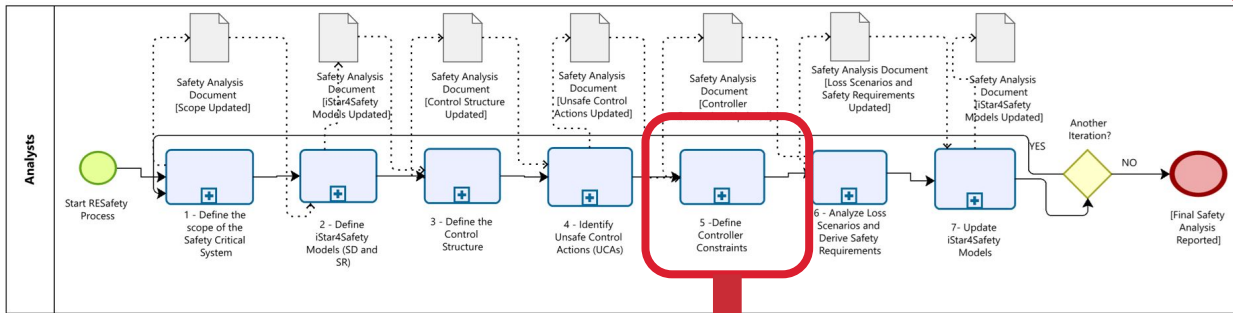 Analysts
Start RESafety
Process
Safety Analysis
Document
[Scope Updated]
Safety Analysis
Document
[iStar4Safety
Models Updated]
Safety Analysis
Document
[Control Structure
Updated]
Safety Analysis
Document
[Unsafe Control
Actions Updated]
Safety Analysis
Document
[Controller
Safety Analysis Document
[Loss Scenarios and
Safety Requirements
Updated]
Safety Analysis
Document
[iStar4Safety
Models Updated]
1 - Define the
scope of the
Safety Critical
System
2 - Define
iStar4Safety
Models (SD and
SR)
3 - Define the
Control
Structure
4 - Identify
Unsafe Control
Actions (UCAs)
5 -Define
Controller
Constraints
6 - Analyze Loss
Scenarios and
Derive Safety
Requirements
7- Update
iStar4Safety
Models
Another
Iteration?
YES
NO
[Final Safety
Analysis
Reported]